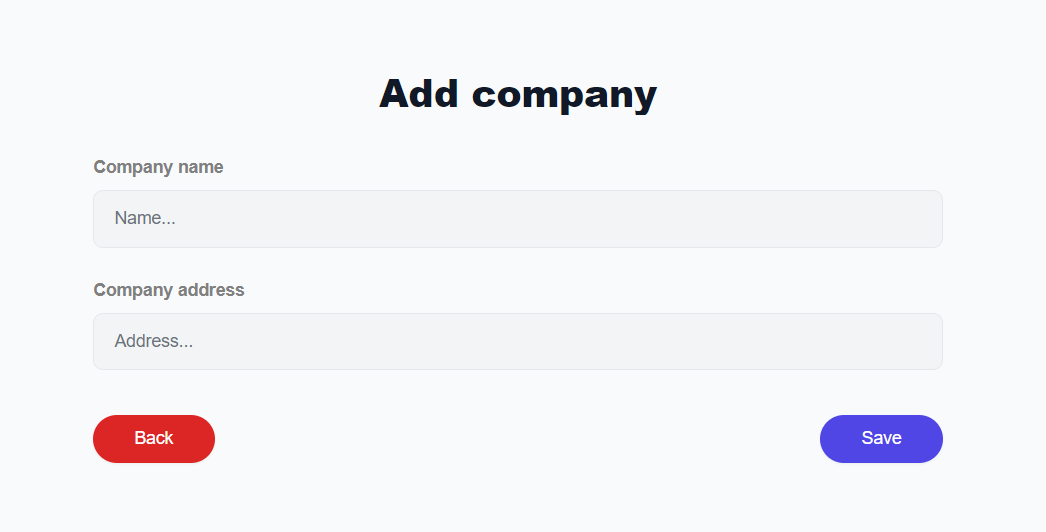 Add company
Company name
Name...
Company address
Address...
Back
Save